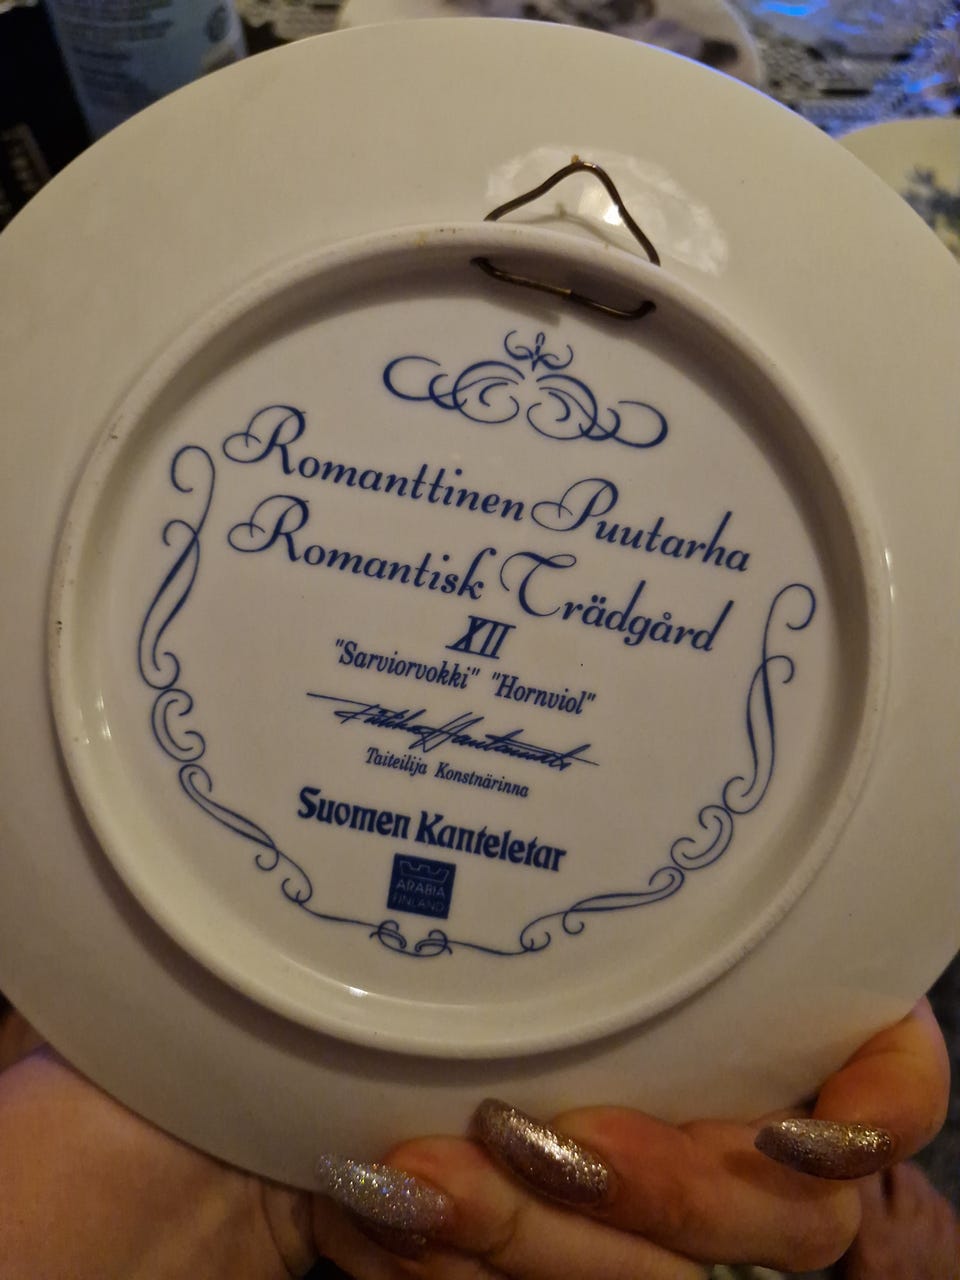 Romanttinen Puutarha
Romantisk Trädgård
XII
"Sarviorvokki" "Hornviol"
Taiteilija Konstnärinna
Suomen Kanteletar
ARABIA
FINLAND